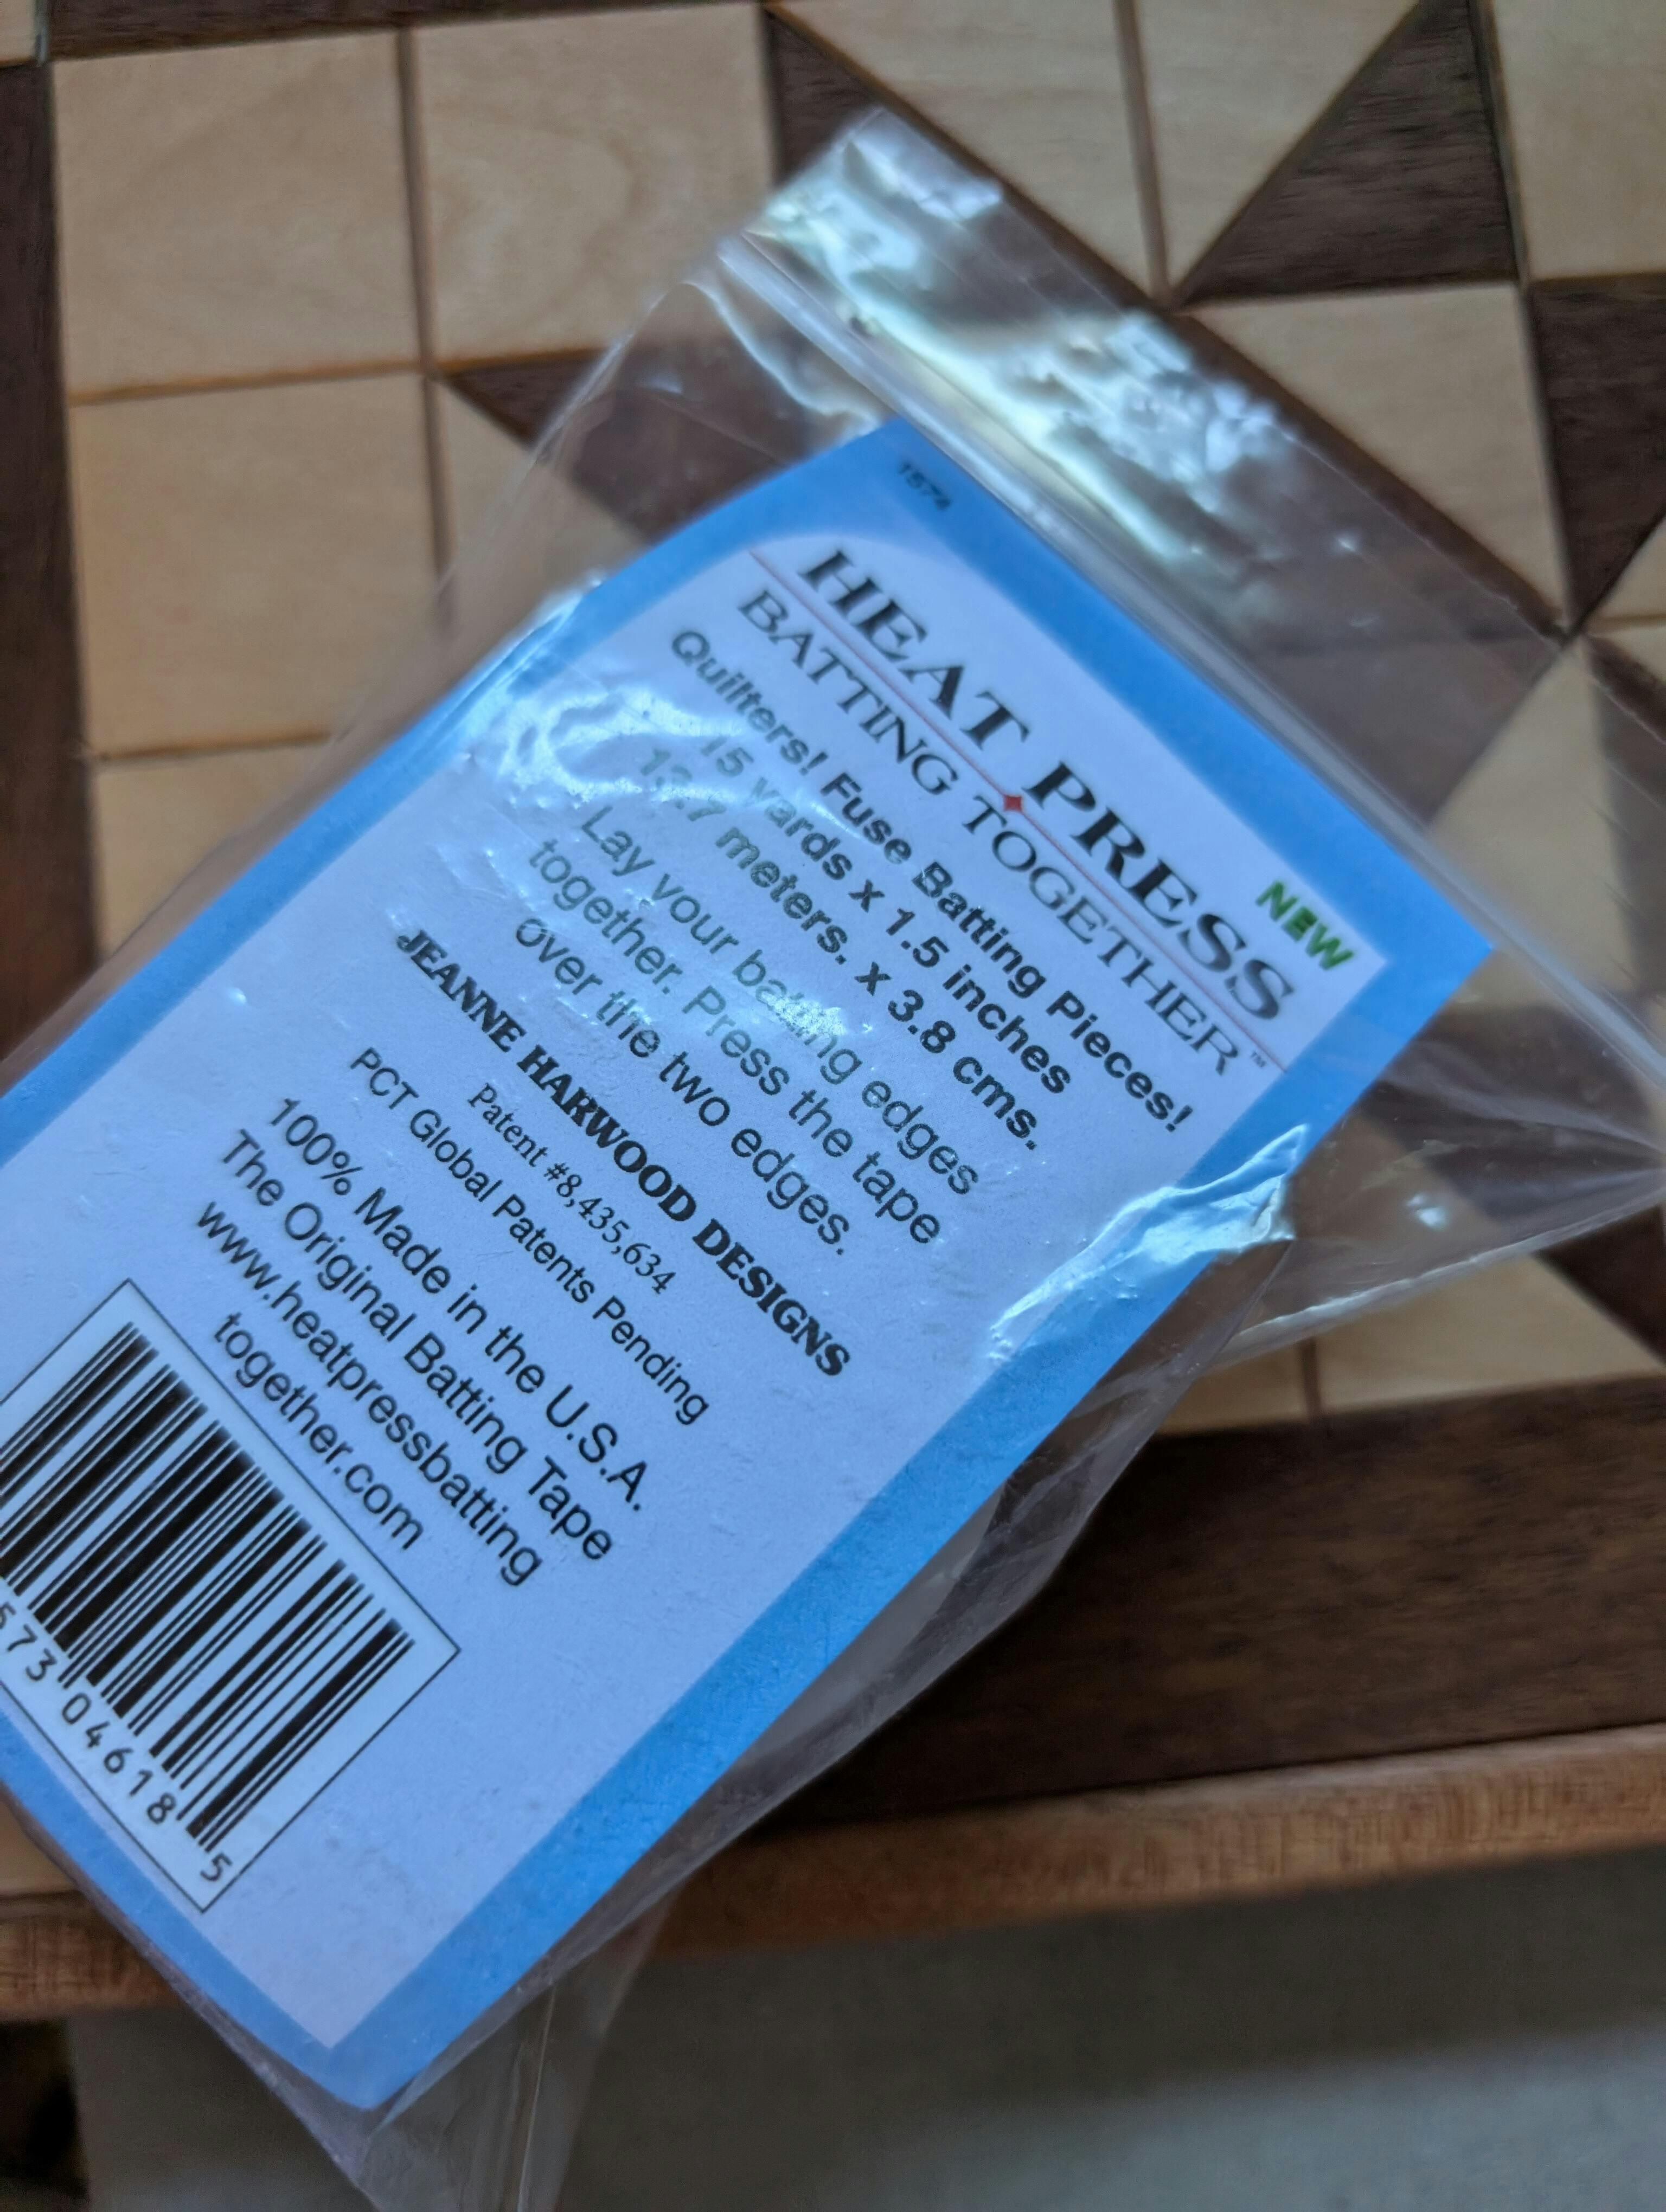 1574
NEW
HEAT PRESS
BATTING TOGETHER™
Quilters! Fuse Batting Pieces!
15 yards x 1.5 inches
13.7 meters. x 3.8 cms.
Lay your batting edges
together. Press the tape
over the two edges.
JEANNE HARWOOD DESIGNS
Patent #8,435,634
PCT Global Patents Pending
100% Made in the U.S.A.
The Original Batting Tape
www.heatpressbatting
together.com
573 04618 5